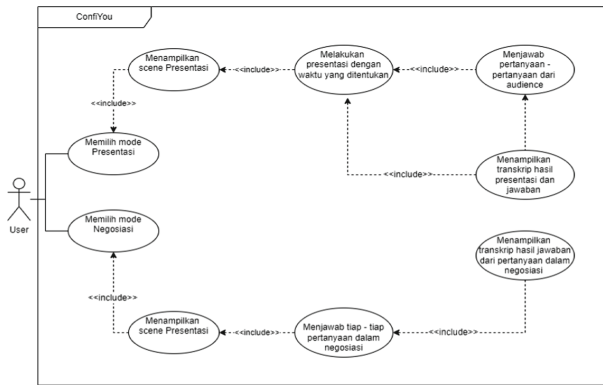 ConfiYou
Menampilkan
scene Presentasi
<<include>>
Melakukan
presentasi dengan
waktu yang ditentukan
<<include>>
Menjawab
pertanyaan -
pertanyaan dari
audience
<<include>>
Memilih mode
Presentasi
<<include>>
Menampilkan
transkrip hasil
presentasi dan
jawaban
User
Memilih mode
Negosiasi
Menampilkan
transkrip hasil jawaban
dari pertanyaan dalam
negosiasi
<<include>>
Menampilkan
scene Presentasi
<<include>>
Menjawab tiap - tiap
pertanyaan dalam
negosiasi
<<include>>